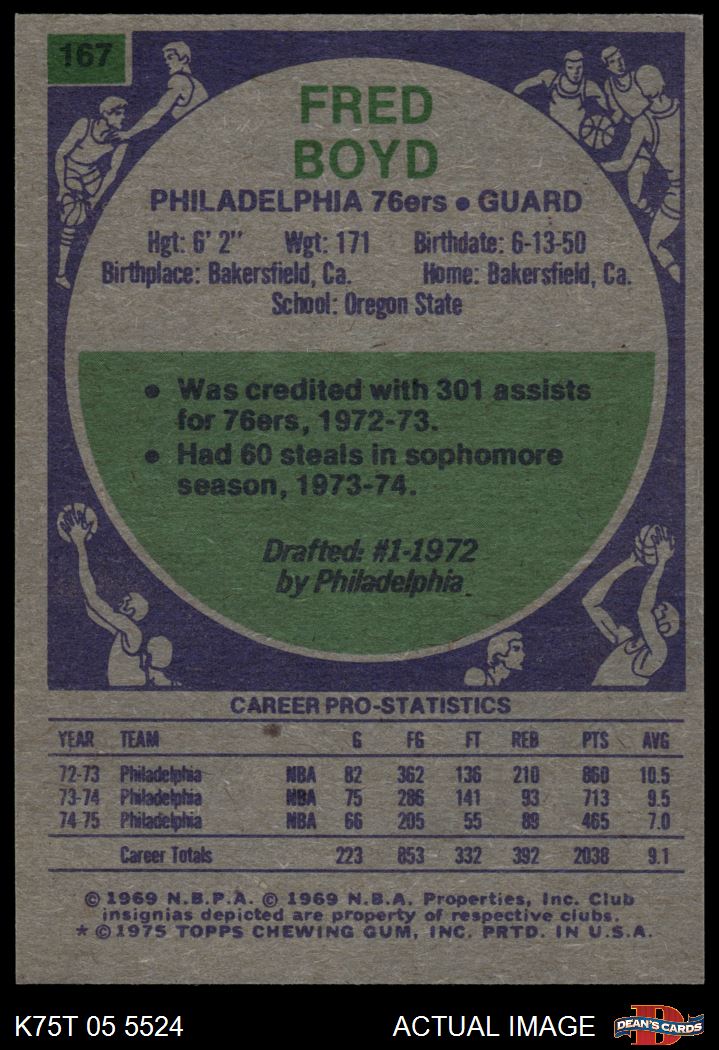 167
FRED
BOYD
PHILADELPHIA 76ers • GUARD
Hgt: 6' 2" Wgt: 171 Birthdate: 6-13-50
Birthplace: Bakersfield, Ca. Home: Bakersfield, Ca.
School: Oregon State
• Was credited with 301 assists
for 76ers, 1972-73.
• Had 60 steals in sophomore
season, 1973-74.
Drafted: #1-1972
by Philadelphia
CAREER PRO-STATISTICS
YEAR TEAM G FG FT REB PTS AVG
72-73 Philadelphia NBA 82 362 136 210 860 10.5
73-74 Philadelphia NBA 75 286 141 93 713 9.5
74-75 Philadelphia NBA 66 205 55 89 465 7.0
Career Totals 223 853 332 392 2038 9.1
© 1969 N.B.P.A. © 1969 N.B.A. Properties, Inc. Club
insignias depicted are property of respective clubs.
* © 1975 TOPPS CHEWING GUM, INC. PRTD. IN U.S.A.
K75T 05 5524 ACTUAL IMAGE DEAN'S CARDS